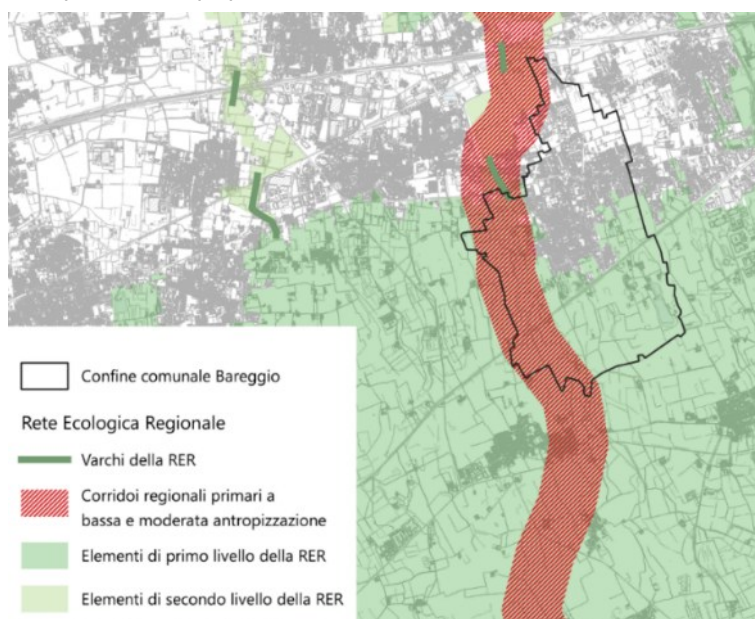 Confine comunale Bareggio
Rete Ecologica Regionale
Varchi della RER
Corridoi regionali primari a
bassa e moderata antropizzazione
Elementi di primo livello della RER
Elementi di secondo livello della RER